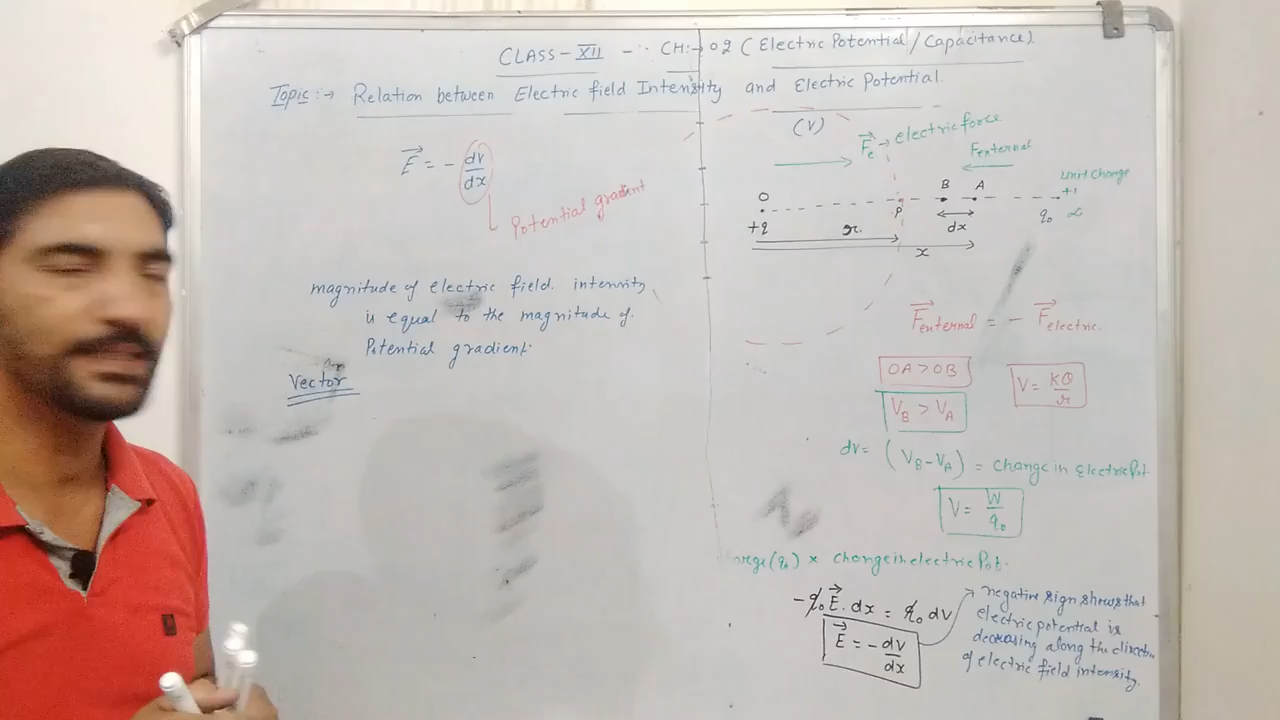 CLASS-XII - CH:→02 (Electric Potential/Capacitance)
Topic:→ Relation between Electric field Intensity and Electric Potential
(V)
E = - dv/dx
Potential gradient
magnitude of electric field. intensity
is equal to the magnitude of
Potential gradient.
Vector
Fe → electric force
Fexternal
O P B A
Unit Charge
+1
+q r dx q₀ ∞
x
Fexternal = - Felectric.
OA > OB
V = KQ/r
VB > VA
dv = (VB - VA) = change in electric Pot.
V = W/q₀
(q₀) x change in electric Pot.
-q₀E. dx = q₀ dv
E = - dv/dx
negative sign shows that
electric potential is
decreasing along the direction
of electric field intensity.